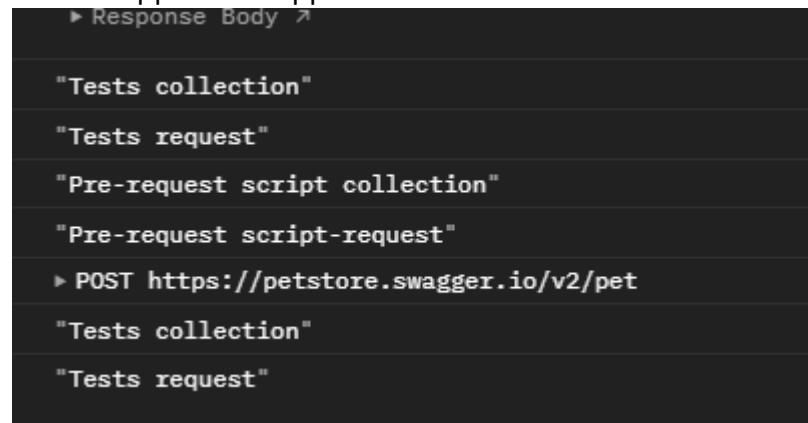 ▸ Response Body ↗
"Tests collection"
"Tests request"
"Pre-request script collection"
"Pre-request script-request"
▸ POST https://petstore.swagger.io/v2/pet
"Tests collection"
"Tests request"